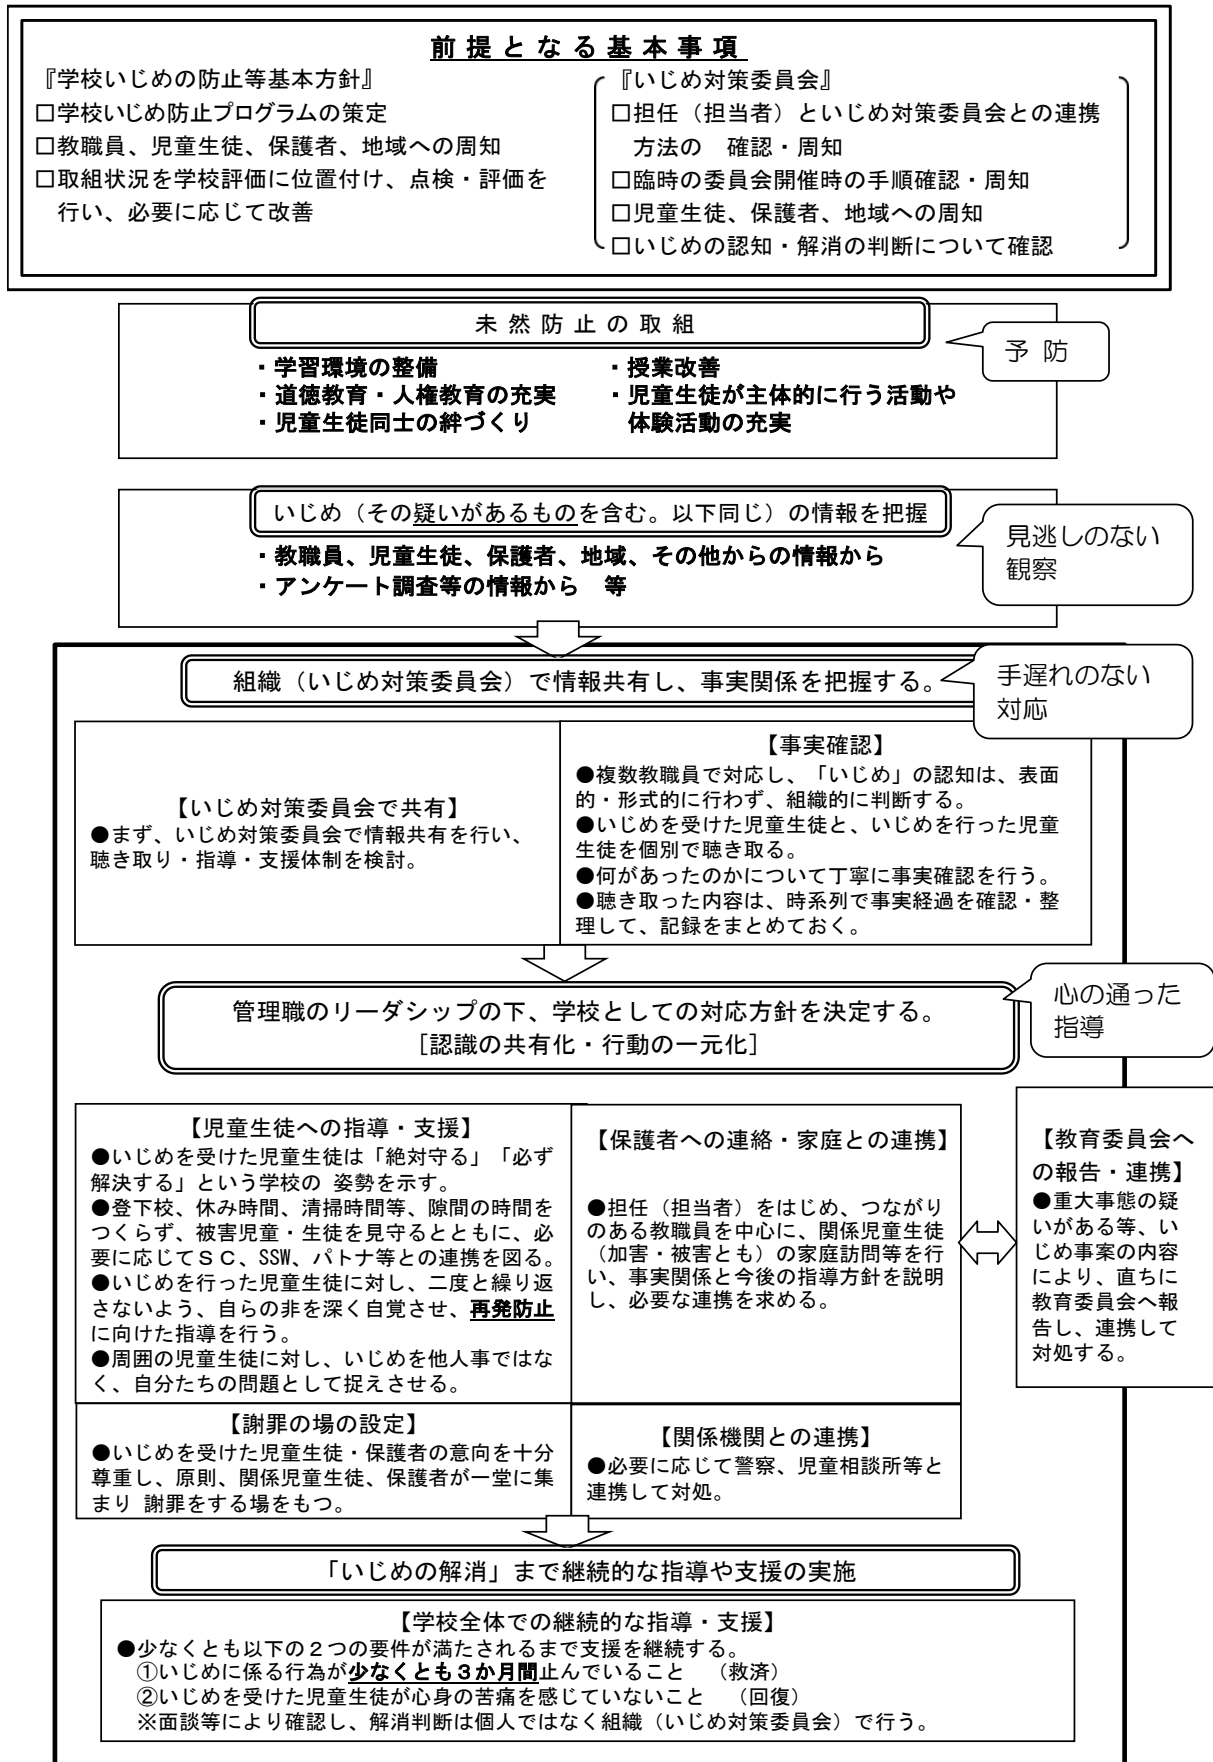 前提となる基本事項
『学校いじめの防止等基本方針』
□学校いじめ防止プログラムの策定
□教職員、児童生徒、保護者、地域への周知
□取組状況を学校評価に位置付け、点検・評価を
行い、必要に応じて改善
『いじめ対策委員会』
□担任（担当者）といじめ対策委員会との連携
方法の　確認・周知
□臨時の委員会開催時の手順確認・周知
□児童生徒、保護者、地域への周知
□いじめの認知・解消の判断について確認
未然防止の取組
予 防
・学習環境の整備
・道徳教育・人権教育の充実
・児童生徒同士の絆づくり
・授業改善
・児童生徒が主体的に行う活動や
体験活動の充実
いじめ（その疑いがあるものを含む。以下同じ）の情報を把握
・教職員、児童生徒、保護者、地域、その他からの情報から
・アンケート調査等の情報から　等
見逃しのない
観察
組織（いじめ対策委員会）で情報共有し、事実関係を把握する。
手遅れのない
対応
【いじめ対策委員会で共有】
●まず、いじめ対策委員会で情報共有を行い、
聴き取り・指導・支援体制を検討。
【事実確認】
●複数教職員で対応し、「いじめ」の認知は、表面
的・形式的に行わず、組織的に判断する。
●いじめを受けた児童生徒と、いじめを行った児童
生徒を個別で聴き取る。
●何があったのかについて丁寧に事実確認を行う。
●聴き取った内容は、時系列で事実経過を確認・整
理して、記録をまとめておく。
管理職のリーダシップの下、学校としての対応方針を決定する。
［認識の共有化・行動の一元化］
心の通った
指導
【児童生徒への指導・支援】
●いじめを受けた児童生徒は「絶対守る」「必ず
解決する」という学校の 姿勢を示す。
●登下校、休み時間、清掃時間等、隙間の時間を
つくらず、被害児童・生徒を見守るとともに、必
要に応じてＳＣ、SSW、パトナ等との連携を図る。
●いじめを行った児童生徒に対し、二度と繰り返
さないよう、自らの非を深く自覚させ、再発防止
に向けた指導を行う。
●周囲の児童生徒に対し、いじめを他人事ではな
く、自分たちの問題として捉えさせる。
【保護者への連絡・家庭との連携】
●担任（担当者）をはじめ、つながり
のある教職員を中心に、関係児童生徒
（加害・被害とも）の家庭訪問等を行
い、事実関係と今後の指導方針を説明
し、必要な連携を求める。
【教育委員会へ
の報告・連携】
●重大事態の疑
いがある等、い
じめ事案の内容
により、直ちに
教育委員会へ報
告し、連携して
対処する。
【謝罪の場の設定】
●いじめを受けた児童生徒・保護者の意向を十分
尊重し、原則、関係児童生徒、保護者が一堂に集
まり 謝罪をする場をもつ。
【関係機関との連携】
●必要に応じて警察、児童相談所等と
連携して対処。
「いじめの解消」まで継続的な指導や支援の実施
【学校全体での継続的な指導・支援】
●少なくとも以下の２つの要件が満たされるまで支援を継続する。
①いじめに係る行為が少なくとも３か月間止んでいること　（救済）
②いじめを受けた児童生徒が心身の苦痛を感じていないこと　（回復）
※面談等により確認し、解消判断は個人ではなく組織（いじめ対策委員会）で行う。